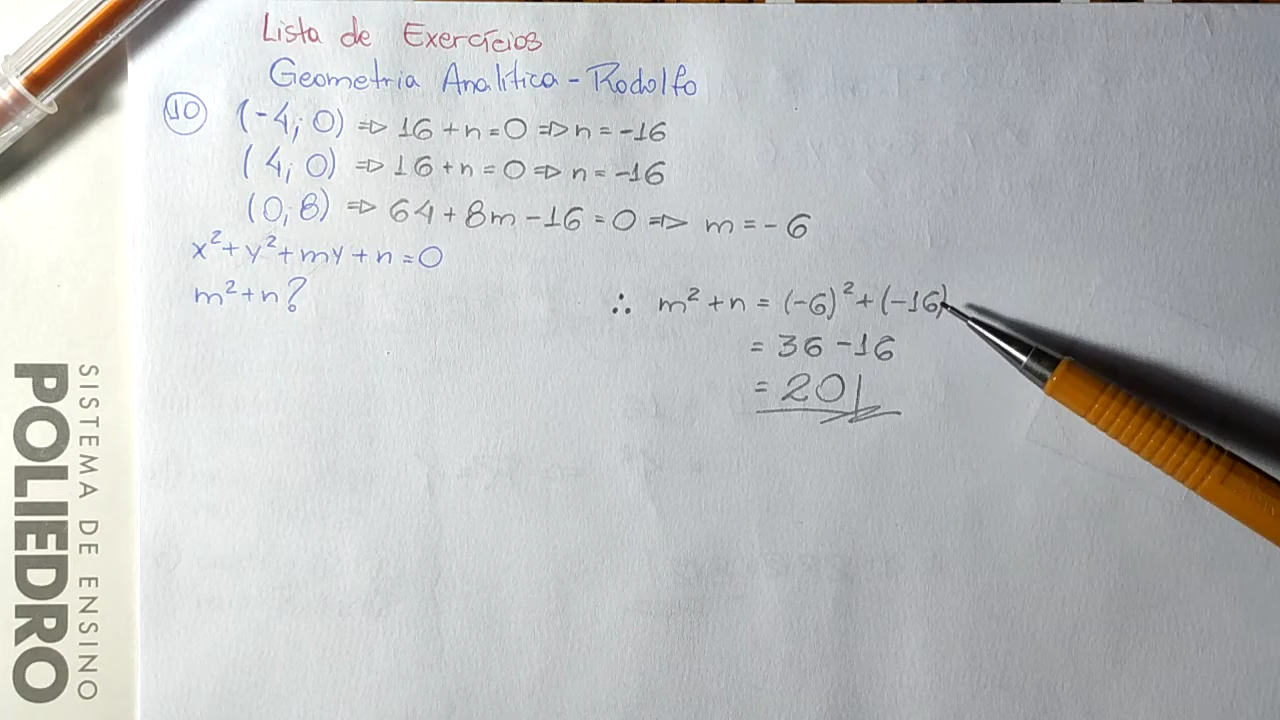 Lista de Exercícios
Geometria Analítica - Rodolfo
10 (-4; 0) ⇒ 16 + n = 0 ⇒ n = -16
(4; 0) ⇒ 16 + n = 0 ⇒ n = -16
(0; 8) ⇒ 64 + 8m - 16 = 0 ⇒ m = -6
x² + y² + my + n = 0
m² + n?
∴ m² + n = (-6)² + (-16)
= 36 - 16
= 20
SISTEMA DE ENSINO
POLIEDRO